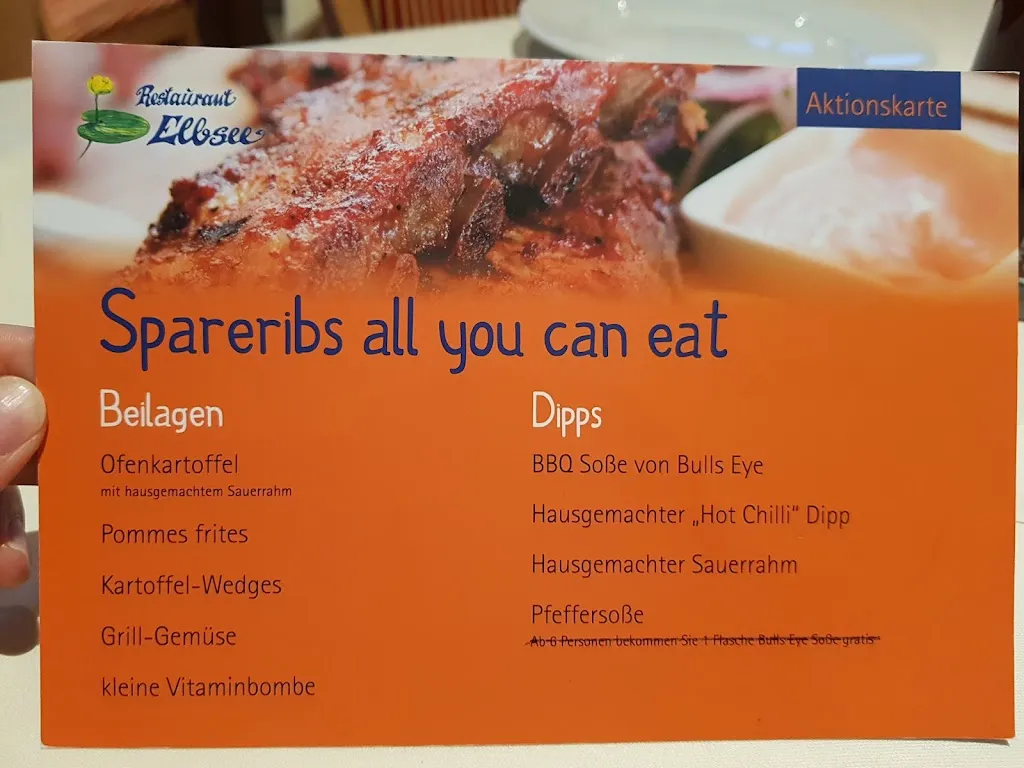 Restaurant
Elbsee
Aktionskarte
Spareribs all you can eat
Beilagen
Ofenkartoffel
mit hausgemachtem Sauerrahm
Pommes frites
Kartoffel-Wedges
Grill-Gemüse
kleine Vitaminbombe
Dipps
BBQ Soße von Bulls Eye
Hausgemachter „Hot Chilli“ Dipp
Hausgemachter Sauerrahm
Pfeffersoße
Ab 6 Personen bekommen Sie 1 Flasche Bulls Eye Soße gratis